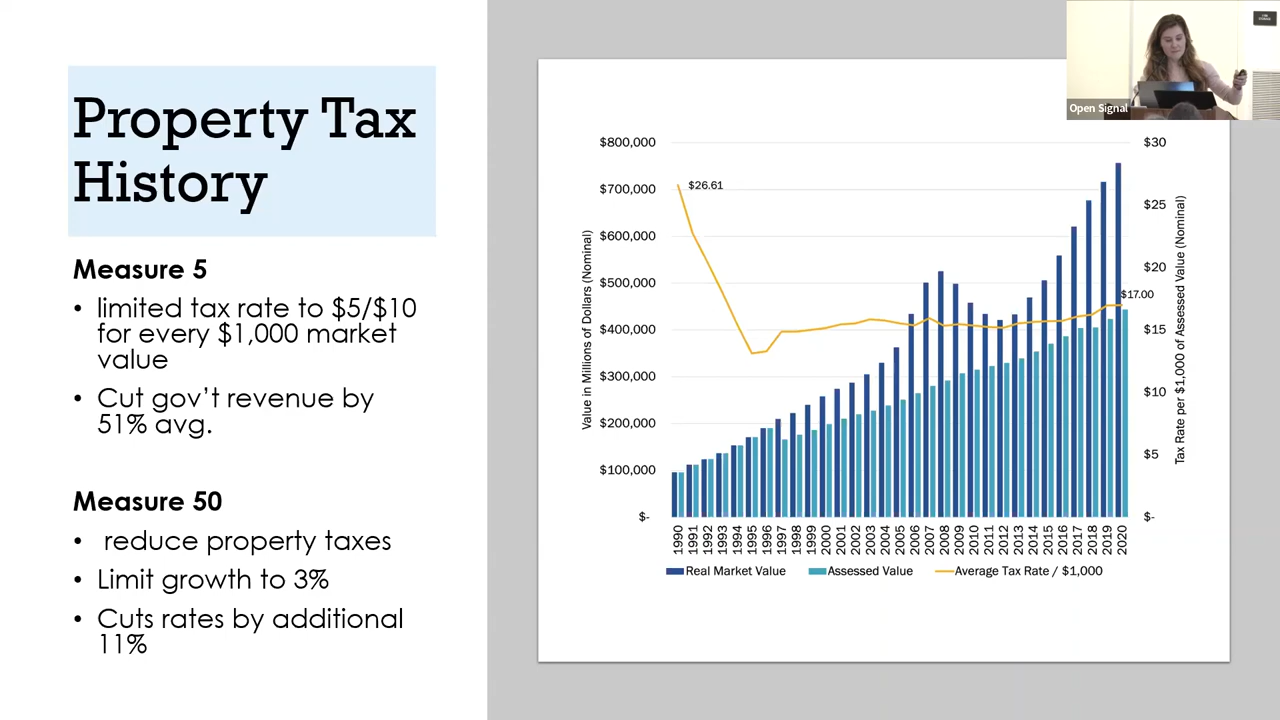 Property Tax
History
Measure 5
• limited tax rate to $5/$10
for every $1,000 market
value
• Cut gov’t revenue by
51% avg.
Measure 50
• reduce property taxes
• Limit growth to 3%
• Cuts rates by additional
11%
Open Signal
$800,000
$700,000
$600,000
$500,000
$400,000
$300,000
$200,000
$100,000
$-
Value in Millions of Dollars (Nominal)
$26.61
$17.00
$30
$25
$20
$15
$10
$5
$-
Tax Rate per $1,000 of Assessed Value (Nominal)
1990
1991
1992
1993
1994
1995
1996
1997
1998
1999
2000
2001
2002
2003
2004
2005
2006
2007
2008
2009
2010
2011
2012
2013
2014
2015
2016
2017
2018
2019
2020
Real Market Value
Assessed Value
Average Tax Rate / $1,000